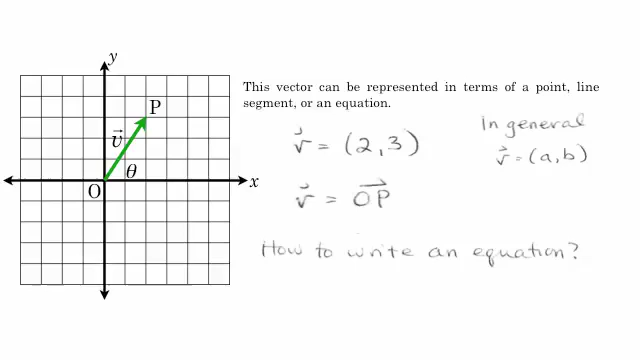 y
This vector can be represented in terms of a point, line
segment, or an equation.
P
In general
v⃗ = (2,3)
v⃗ = (a,b)
v⃗
θ
x
O
v⃗ = OP⃗
How to write an equation?